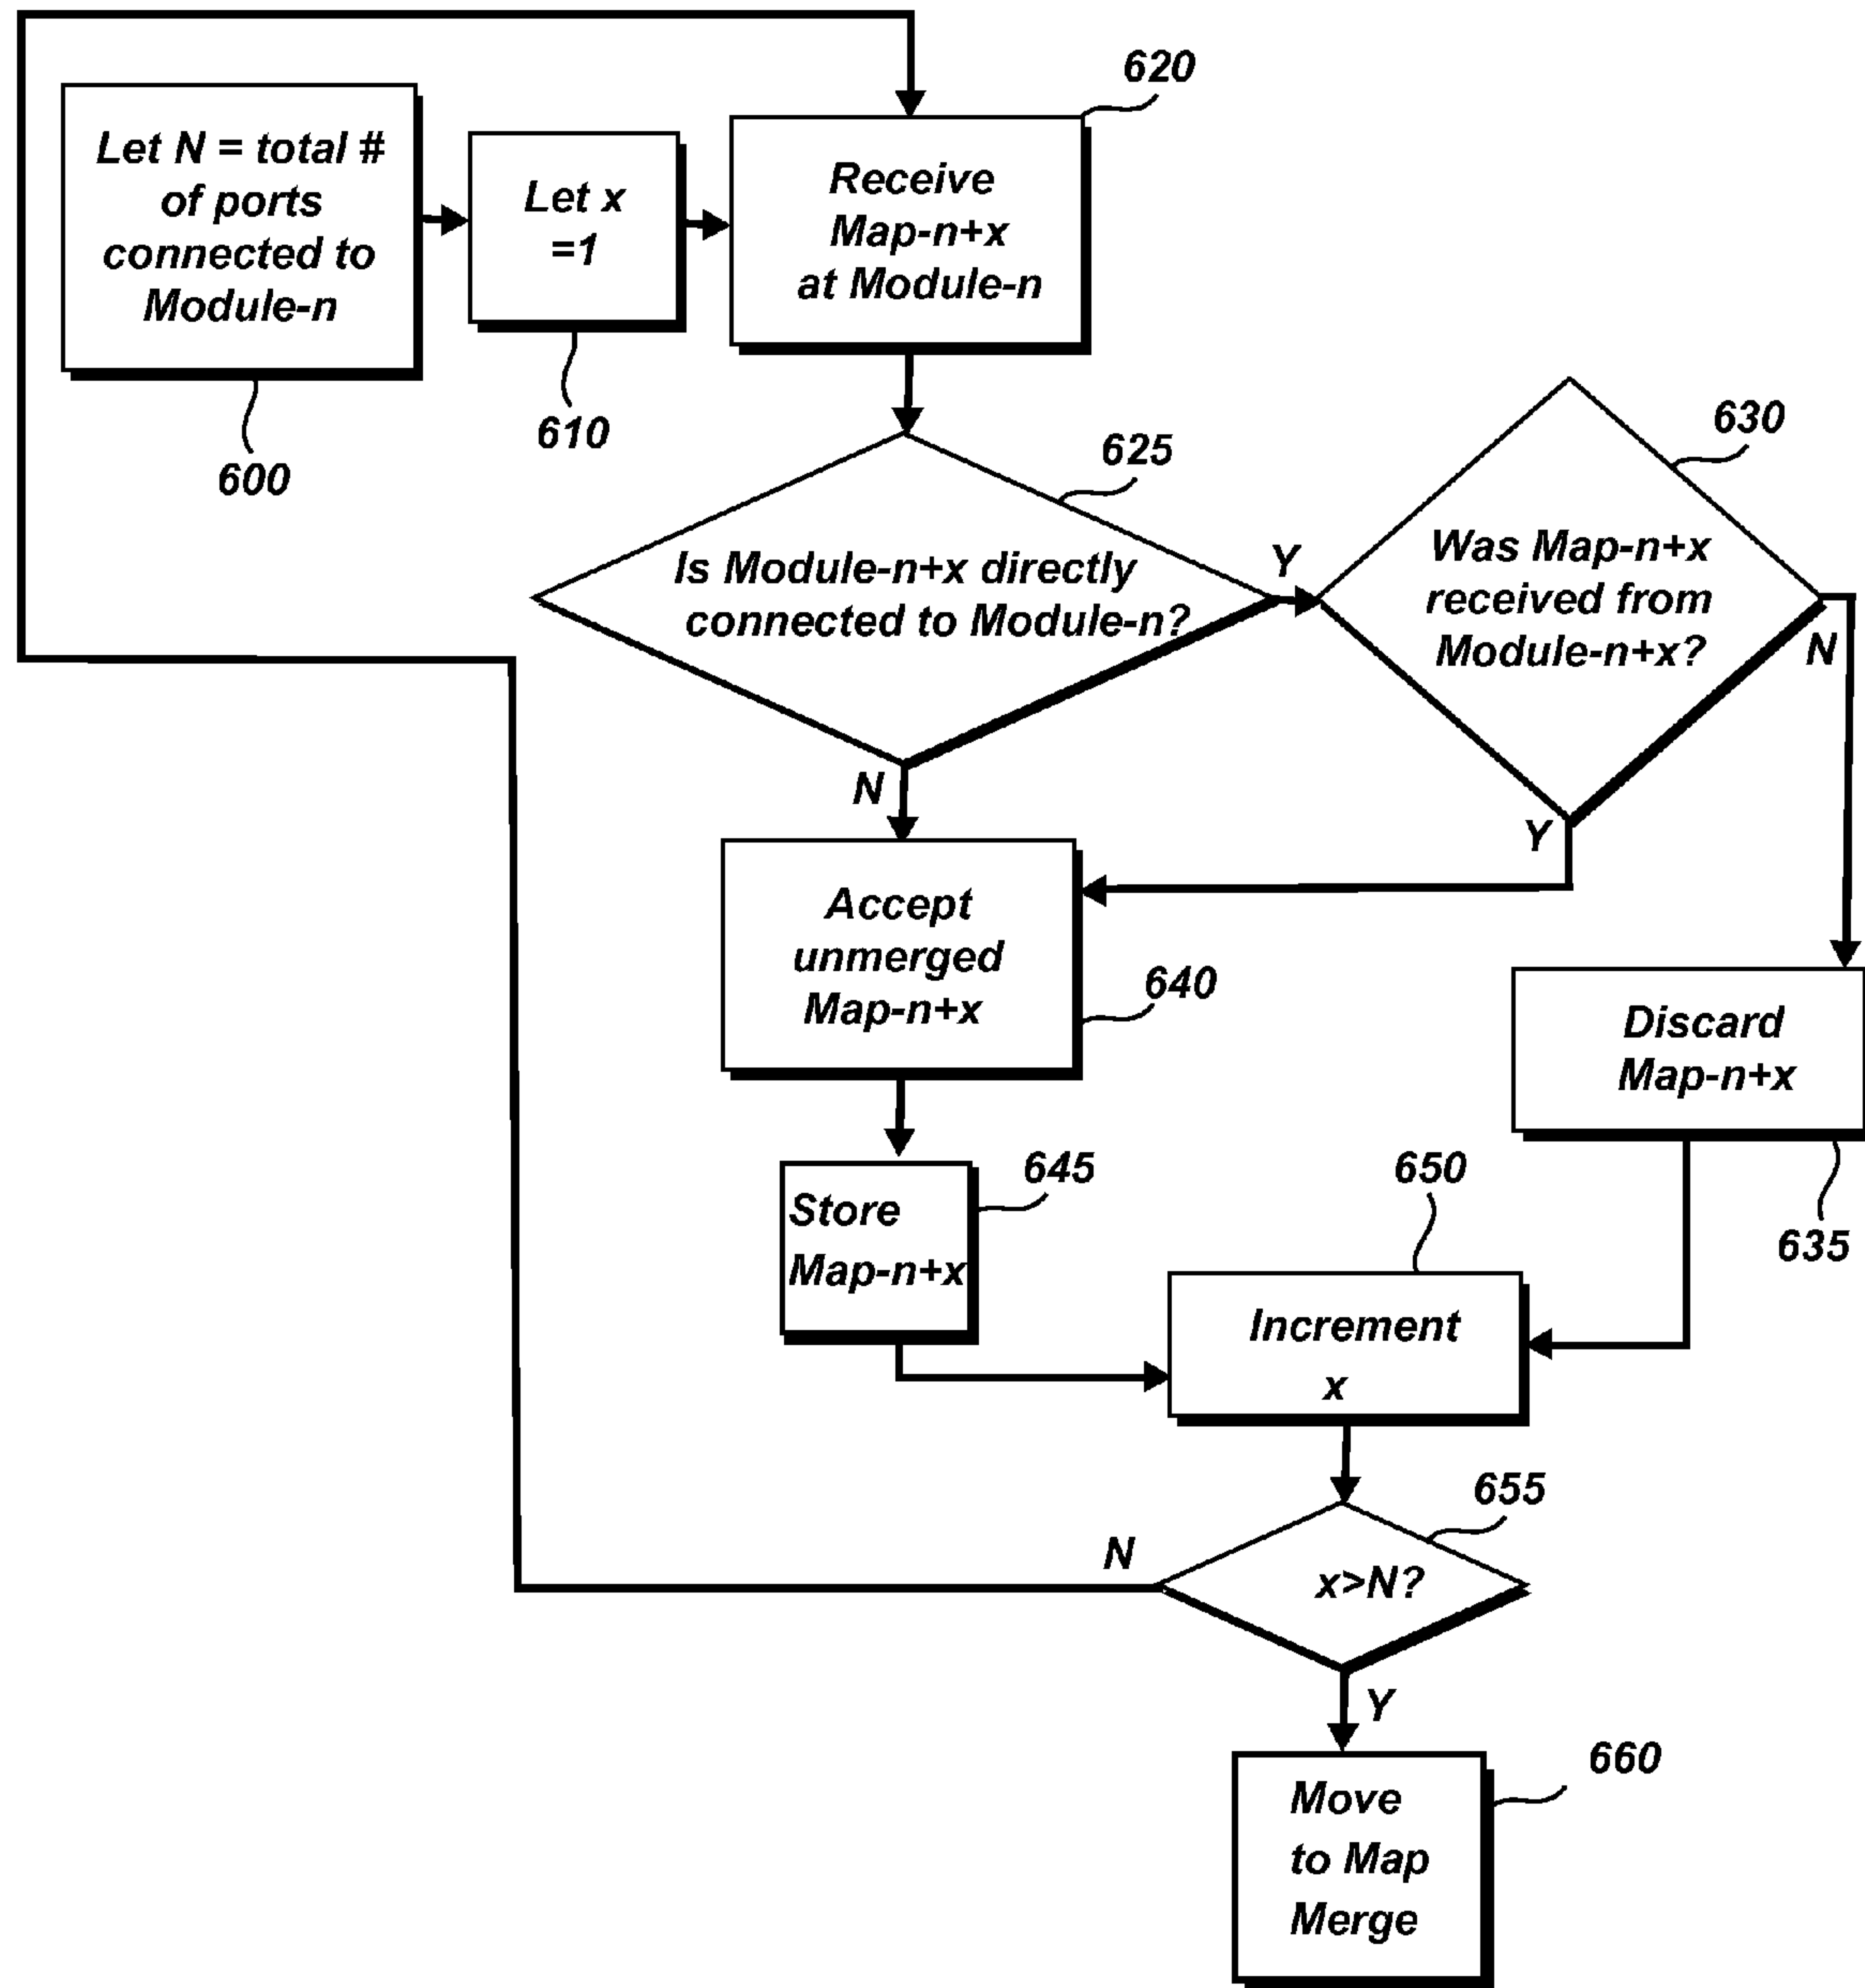 Let N = total #
of ports
connected to
Module-n
600
Let x
=1
610
620
Receive
Map-n+x
at Module-n
625
Is Module-n+x directly
connected to Module-n?
Y
N
630
Was Map-n+x
received from
Module-n+x?
N
Y
Accept
unmerged
Map-n+x
640
Discard
Map-n+x
635
Store
Map-n+x
645
650
Increment
x
655
x>N?
N
Y
660
Move
to Map
Merge